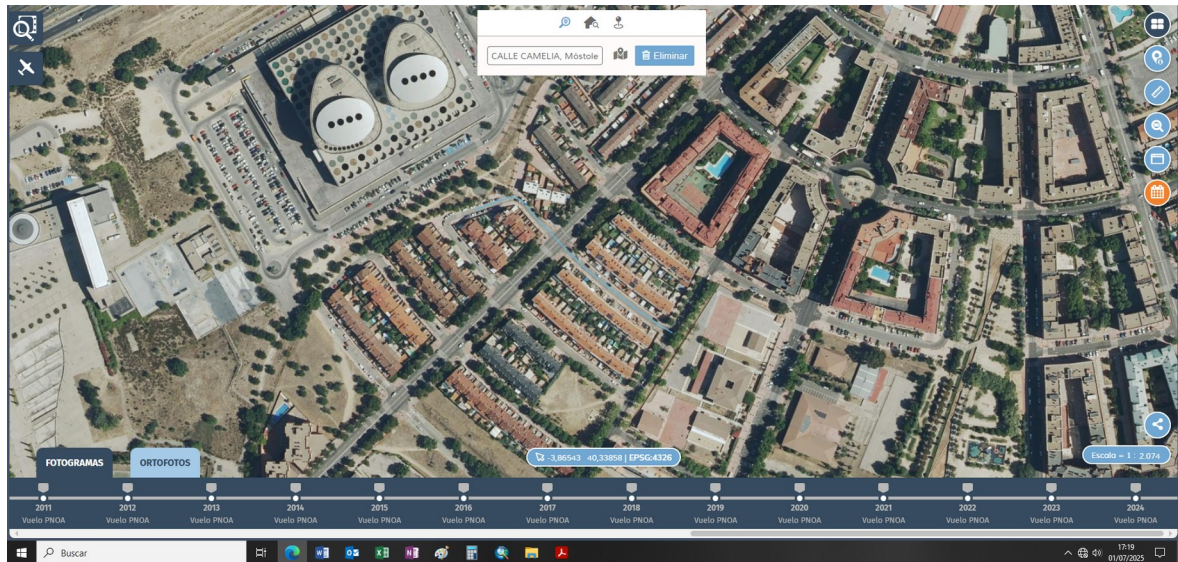 CALLE CAMELIA, Móstole
Eliminar
FOTOGRAMAS
ORTOFOTOS
-3,86543 40,33858 | EPSG:4326
Escala = 1 : 2.074
2011
2012
2013
2014
2015
2016
2017
2018
2019
2020
2021
2022
2023
2024
Vuelo PNOA
Vuelo PNOA
Vuelo PNOA
Vuelo PNOA
Vuelo PNOA
Vuelo PNOA
Vuelo PNOA
Vuelo PNOA
Vuelo PNOA
Vuelo PNOA
Vuelo PNOA
Vuelo PNOA
Vuelo PNOA
Vuelo PNOA
Buscar
17:19
01/07/2025